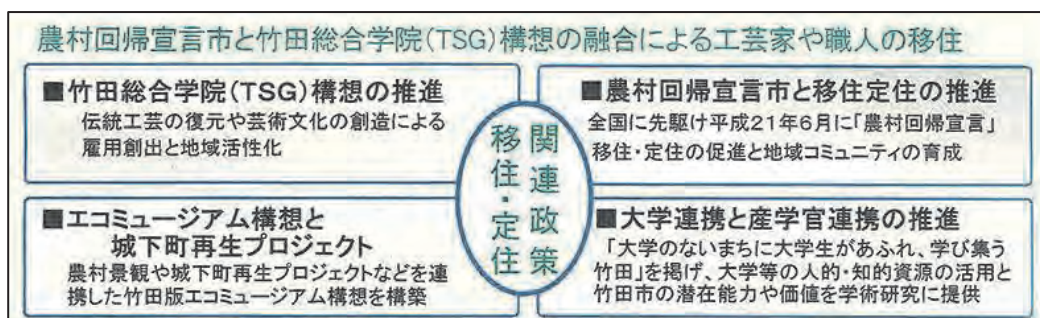 農村回帰宣言市と竹田総合学院(TSG)構想の融合による工芸家や職人の移住
■竹田総合学院(TSG)構想の推進
伝統工芸の復元や芸術文化の創造による
雇用創出と地域活性化
■農村回帰宣言市と移住定住の推進
全国に先駆け平成21年6月に「農村回帰宣言」
移住・定住の促進と地域コミュニティの育成
関連政策
移住・定住
■エコミュージアム構想と
城下町再生プロジェクト
農村景観や城下町再生プロジェクトなどを連
携した竹田版エコミュージアム構想を構築
■大学連携と産学官連携の推進
「大学のないまちに大学生があふれ、学び集う
竹田」を掲げ、大学等の人的・知的資源の活用と
竹田市の潜在能力や価値を学術研究に提供